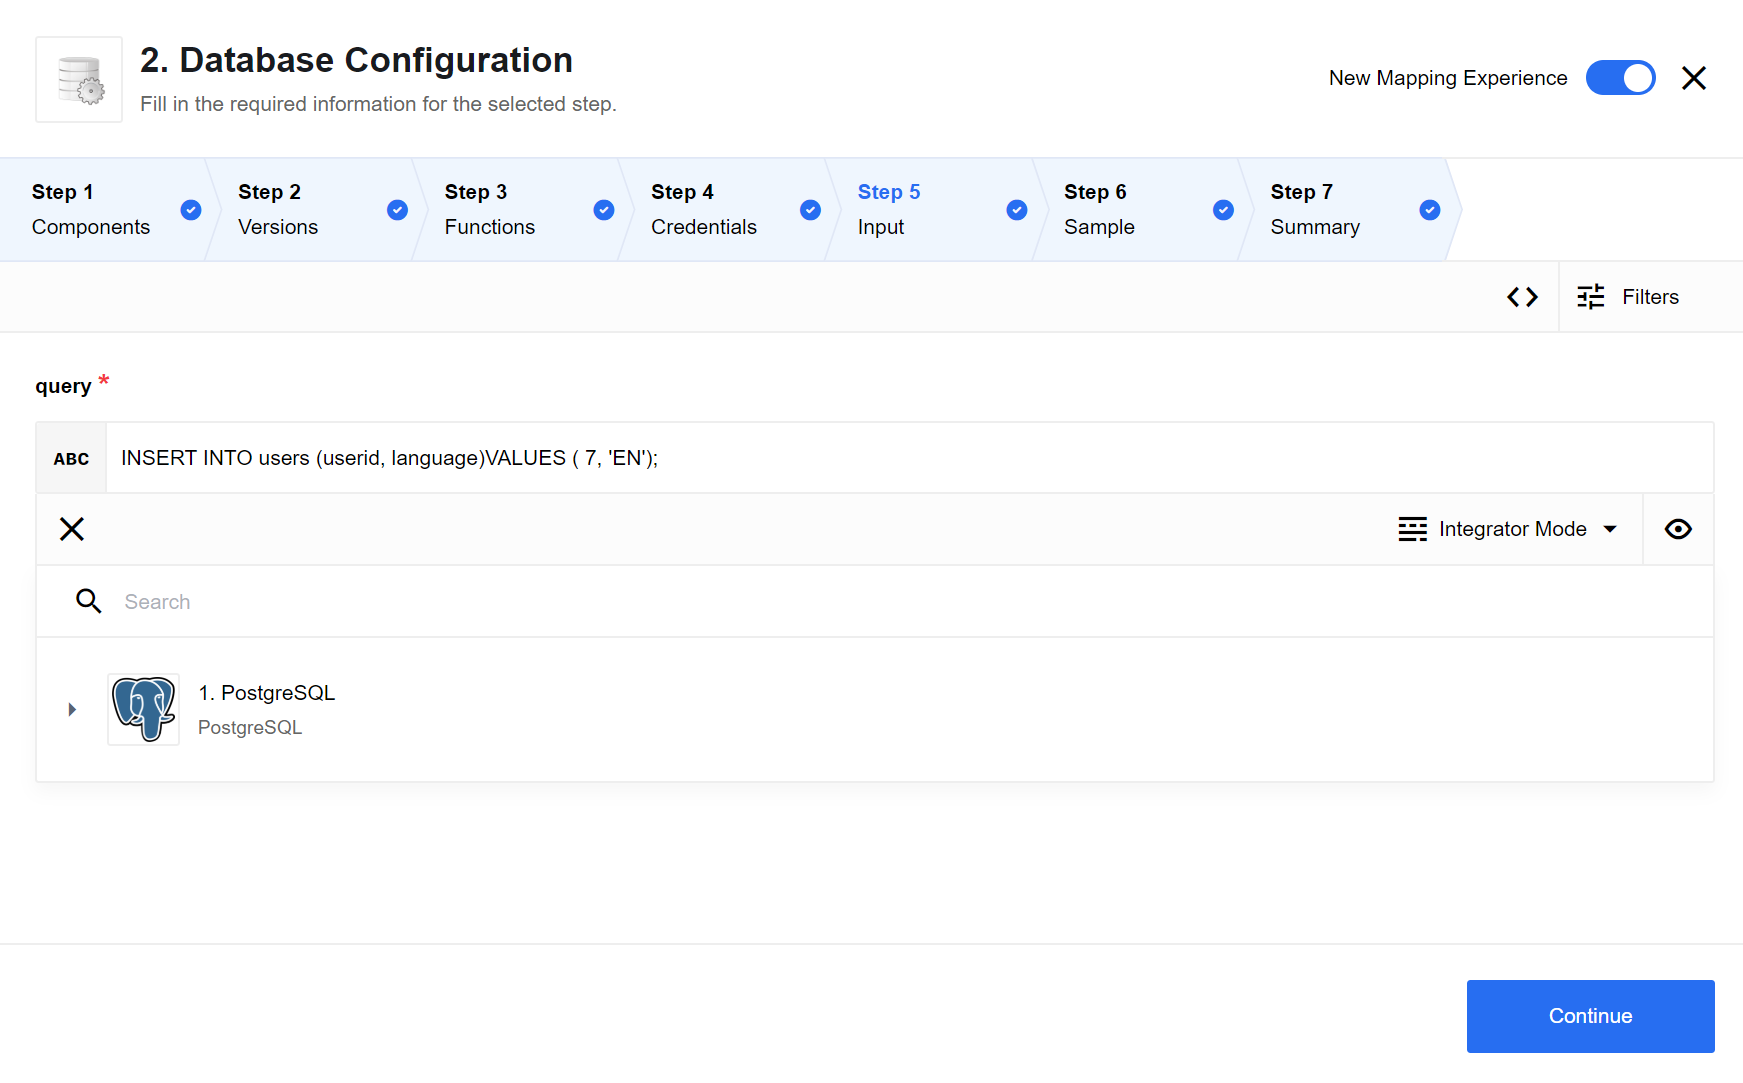 2. Database Configuration
Fill in the required information for the selected step.
New Mapping Experience
Step 1
Components
Step 2
Versions
Step 3
Functions
Step 4
Credentials
Step 5
Input
Step 6
Sample
Step 7
Summary
Filters
query *
ABC INSERT INTO users (userid, language)VALUES ( 7, 'EN');
Integrator Mode
Search
1. PostgreSQL
PostgreSQL
Continue